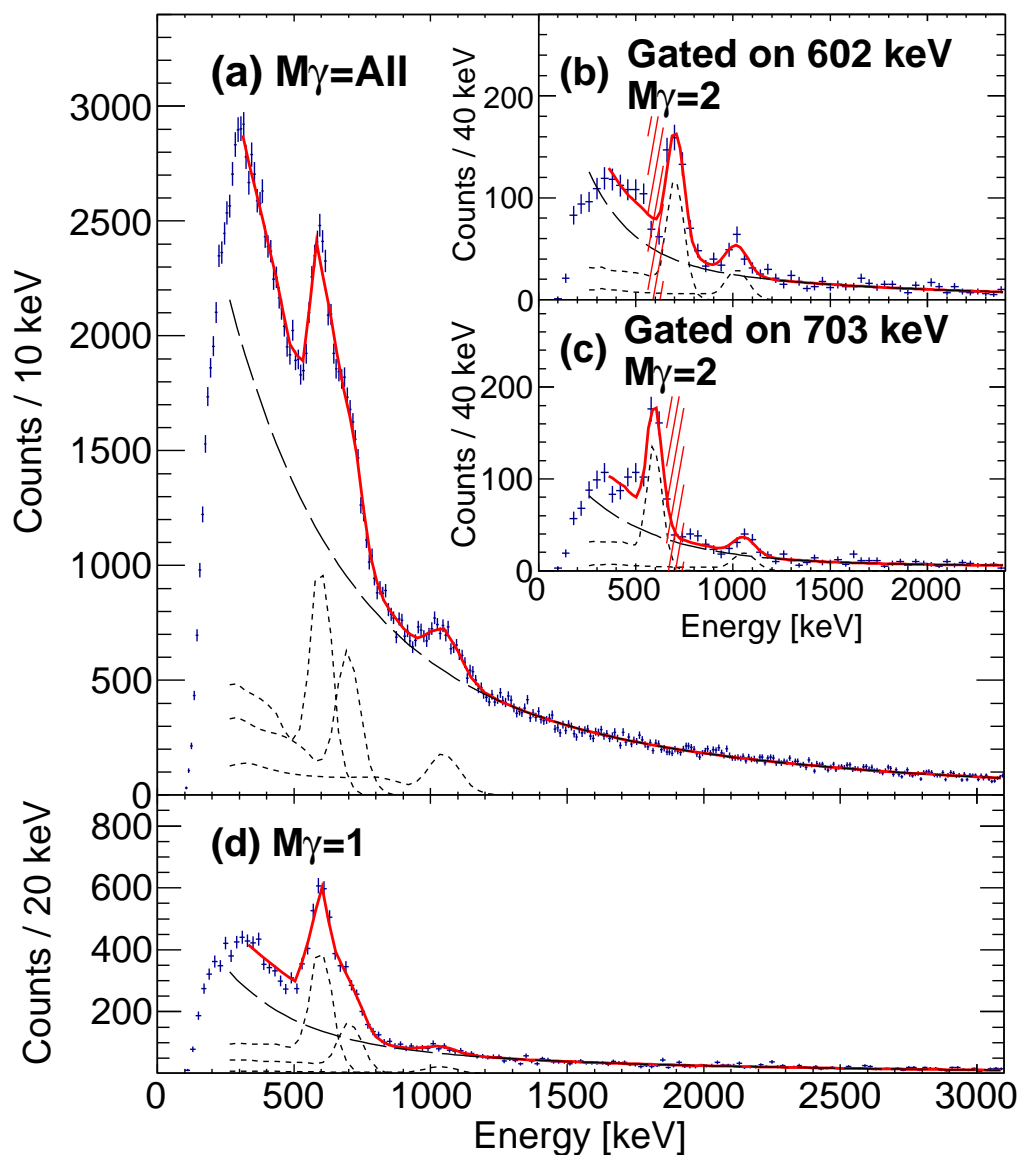 (a) Mγ=All
Counts / 10 keV
3000
2500
2000
1500
1000
500
0
(b) Gated on 602 keV
Mγ=2
Counts / 40 keV
200
100
0
(c) Gated on 703 keV
Mγ=2
Counts / 40 keV
200
100
0
0 500 1000 1500 2000
Energy [keV]
(d) Mγ=1
Counts / 20 keV
800
600
400
200
0 500 1000 1500 2000 2500 3000
Energy [keV]